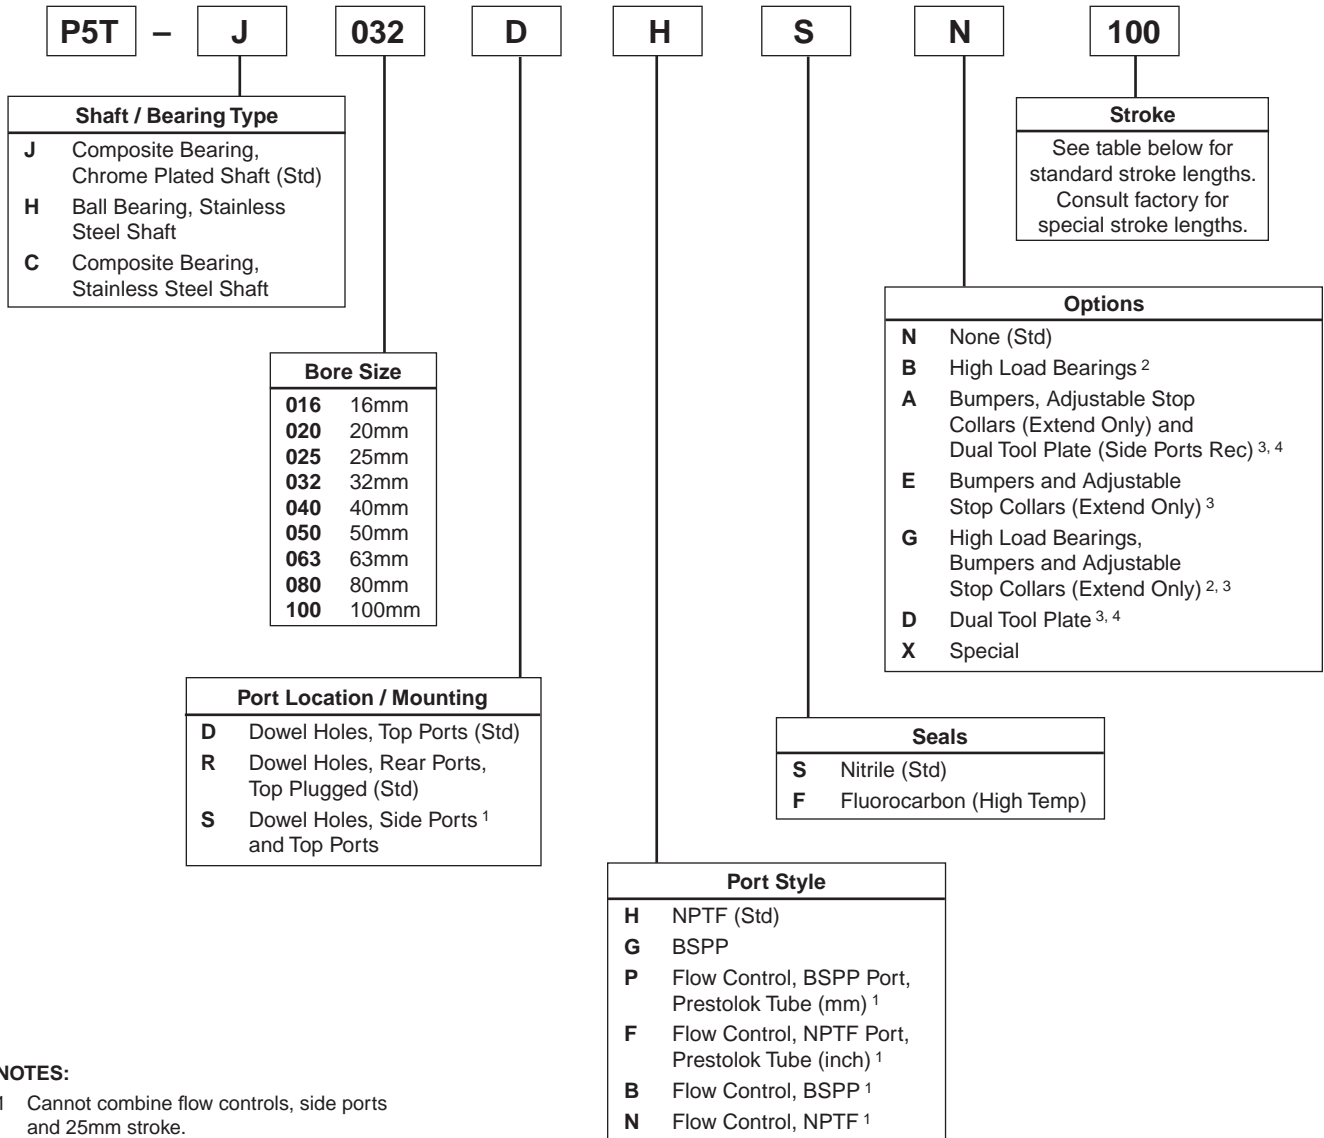 P5T – J 032 D H S N 100
Shaft / Bearing Type
J Composite Bearing,
Chrome Plated Shaft (Std)
H Ball Bearing, Stainless
Steel Shaft
C Composite Bearing,
Stainless Steel Shaft
Stroke
See table below for
standard stroke lengths.
Consult factory for
special stroke lengths.
Bore Size
016 16mm
020 20mm
025 25mm
032 32mm
040 40mm
050 50mm
063 63mm
080 80mm
100 100mm
Options
N None (Std)
B High Load Bearings 2
A Bumpers, Adjustable Stop
Collars (Extend Only) and
Dual Tool Plate (Side Ports Rec) 3, 4
E Bumpers and Adjustable
Stop Collars (Extend Only) 3
G High Load Bearings,
Bumpers and Adjustable
Stop Collars (Extend Only) 2, 3
D Dual Tool Plate 3, 4
X Special
Port Location / Mounting
D Dowel Holes, Top Ports (Std)
R Dowel Holes, Rear Ports,
Top Plugged (Std)
S Dowel Holes, Side Ports 1
and Top Ports
Seals
S Nitrile (Std)
F Fluorocarbon (High Temp)
Port Style
H NPTF (Std)
G BSPP
P Flow Control, BSPP Port,
Prestolok Tube (mm) 1
F Flow Control, NPTF Port,
Prestolok Tube (inch) 1
B Flow Control, BSPP 1
N Flow Control, NPTF 1
NOTES:
1 Cannot combine flow controls, side ports
and 25mm stroke.